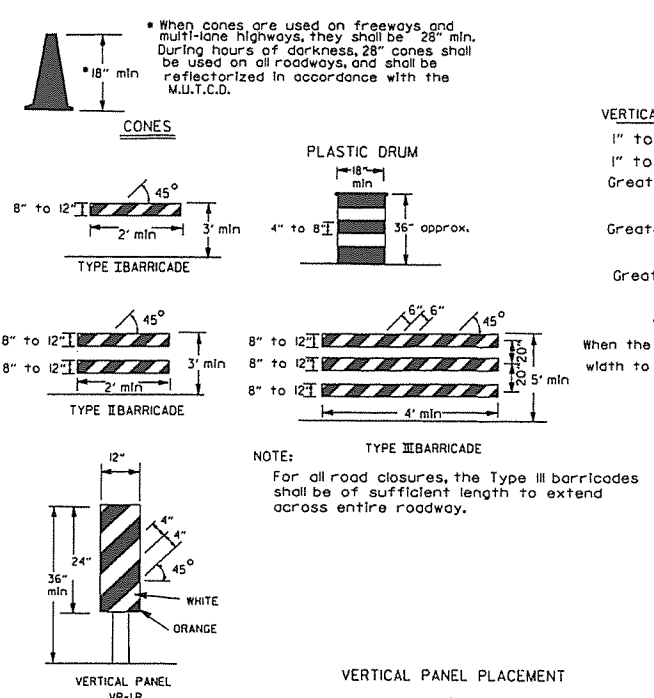 * When cones are used on freeways and
multi-lane highways, they shall be 28" min.
During hours of darkness, 28" cones shall
be used on all roadways, and shall be
reflectorized in accordance with the
M.U.T.C.D.
*18" min
CONES
VERTICA
1" to
1" to
Great
Great
Great
When the
width to
PLASTIC DRUM
18"
min
4" to 8"
36" approx.
45°
8" to 12"
2' min
3' min
TYPE I BARRICADE
45°
8" to 12"
8" to 12"
2' min
3' min
TYPE II BARRICADE
6" 6"
45°
8" to 12"
8" to 12"
8" to 12"
20"
20"
5' min
4' min
TYPE III BARRICADE
NOTE:
For all road closures, the Type III barricades
shall be of sufficient length to extend
across entire roadway.
12"
4"
4"
45°
24"
36"
min
WHITE
ORANGE
VERTICAL PANEL
VP-1R
VERTICAL PANEL PLACEMENT